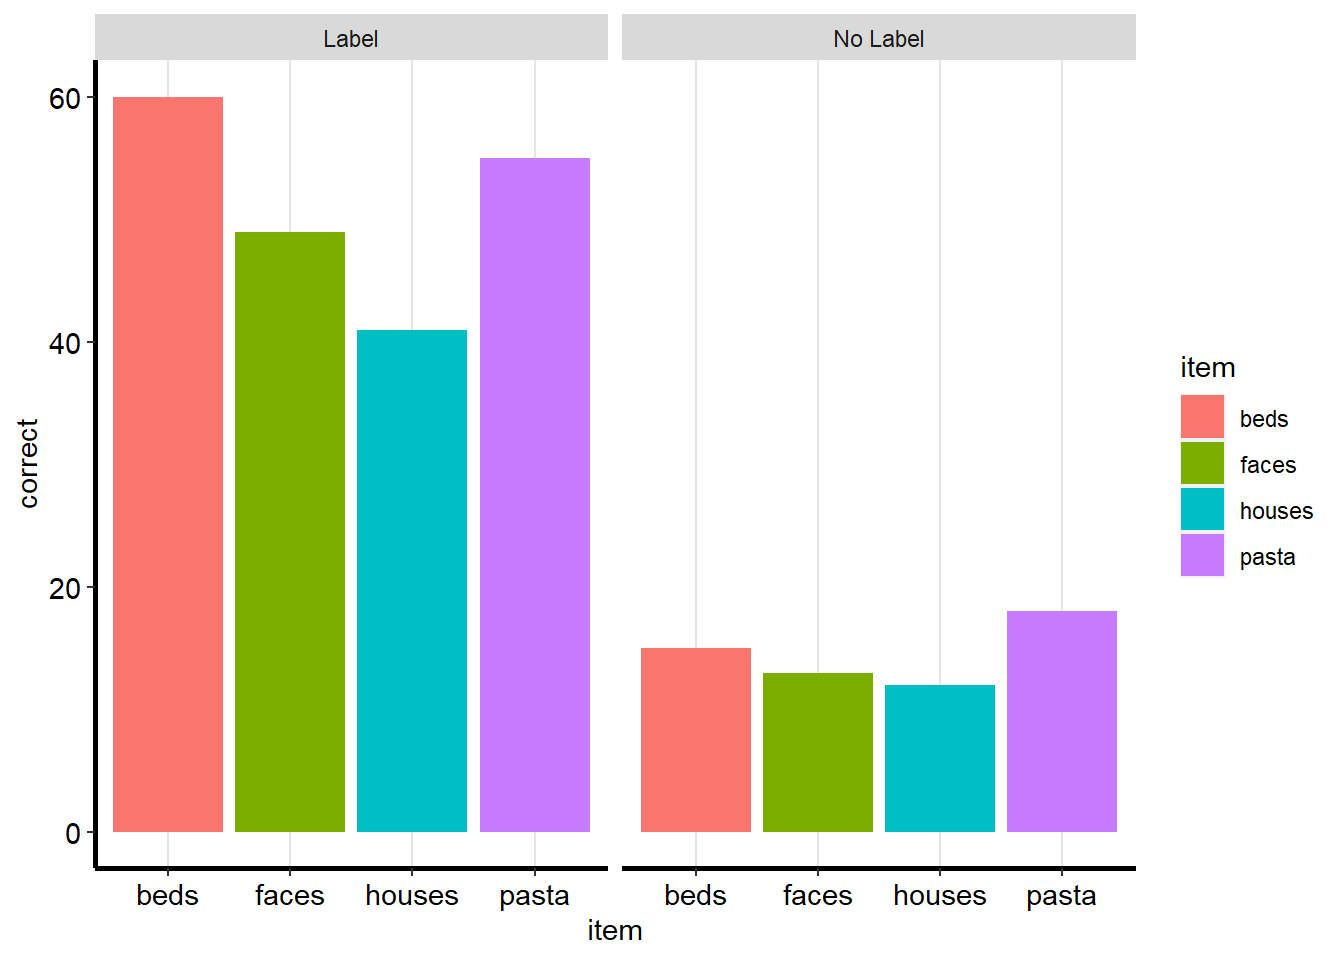 Label
No Label
60
40
20
0
correct
beds faces houses pasta
beds faces houses pasta
item
item
beds
faces
houses
pasta